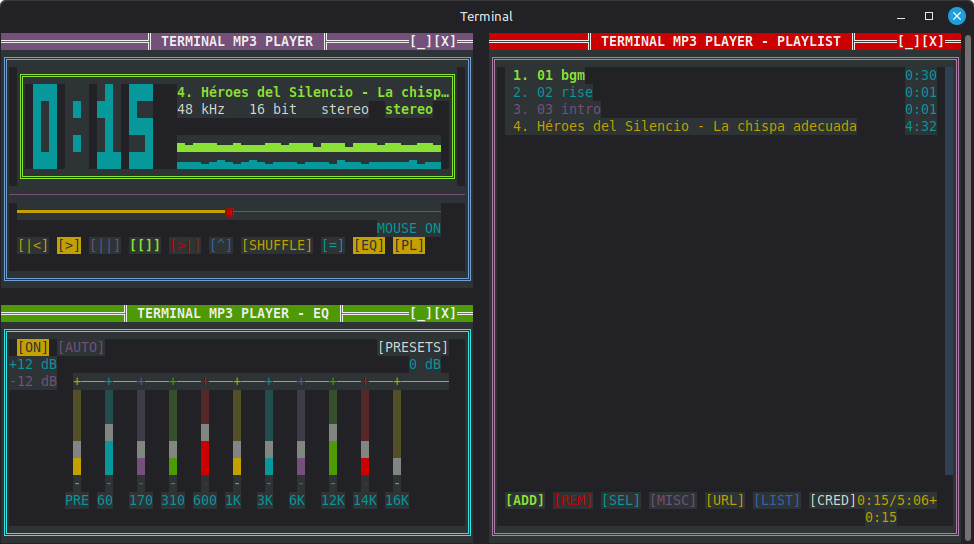 Terminal
TERMINAL MP3 PLAYER [_][X]
0:15
4. Héroes del Silencio - La chisp…
48 kHz 16 bit stereo stereo
MOUSE ON
[|<] [>] [||] [[]] [>|] [^] [SHUFFLE] [=] [EQ] [PL]
TERMINAL MP3 PLAYER - EQ [_][X]
[ON] [AUTO] [PRESETS]
+12 dB 0 dB
-12 dB
PRE 60 170 310 600 1K 3K 6K 12K 14K 16K
TERMINAL MP3 PLAYER - PLAYLIST [_][X]
1. 01 bgm 0:30
2. 02 rise 0:01
3. 03 intro 0:01
4. Héroes del Silencio - La chispa adecuada 4:32
[ADD] [REM] [SEL] [MISC] [URL] [LIST] [CRED]0:15/5:06+
0:15